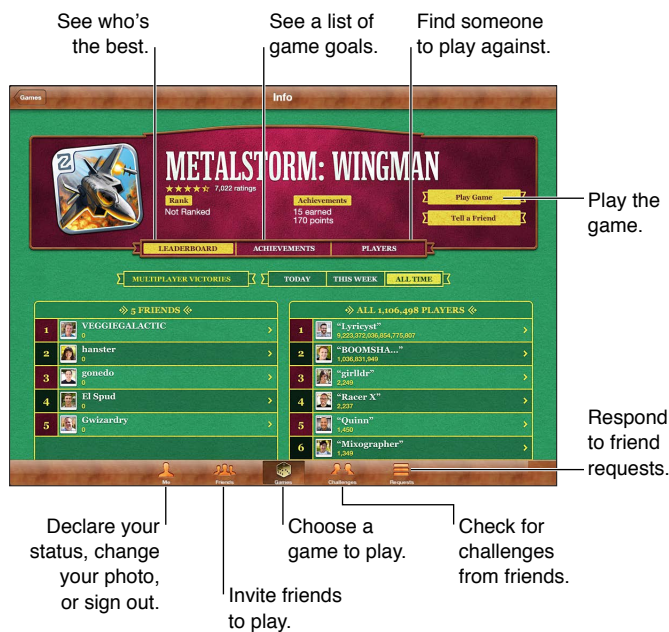 See who's
the best.
See a list of
game goals.
Find someone
to play against.
Games
Info
METALSTORM: WINGMAN
7,022 ratings
Rank
Not Ranked
Achievements
15 earned
170 points
Play Game
Tell a Friend
Play the
game.
LEADERBOARD
ACHIEVEMENTS
PLAYERS
MULTIPLAYER VICTORIES
TODAY
THIS WEEK
ALL TIME
5 FRIENDS
1
VEGGIEGALACTIC
0
2
hanster
0
3
gonedo
0
4
El Spud
0
5
Gwizardry
0
ALL 1,106,498 PLAYERS
1
"Lyricyst"
9,223,372,036,854,775,807
2
"BOOMSHA..."
1,036,831,949
3
"girlldr"
2,249
4
"Racer X"
2,237
5
"Quinn"
1,450
6
"Mixographer"
1,349
Respond
to friend
requests.
Me
Friends
Games
Challenges
Requests
Declare your
status, change
your photo,
or sign out.
Invite friends
to play.
Choose a
game to play.
Check for
challenges
from friends.